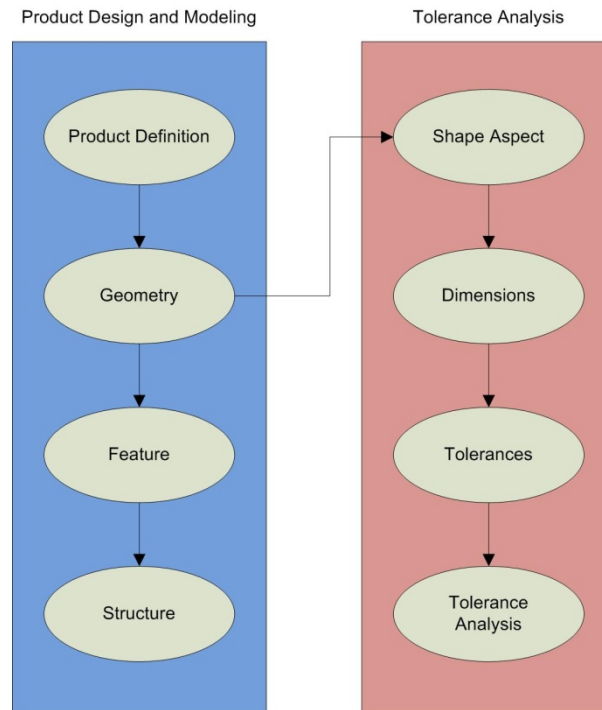 Product Design and Modeling
Product Definition
Geometry
Feature
Structure
Tolerance Analysis
Shape Aspect
Dimensions
Tolerances
Tolerance
Analysis